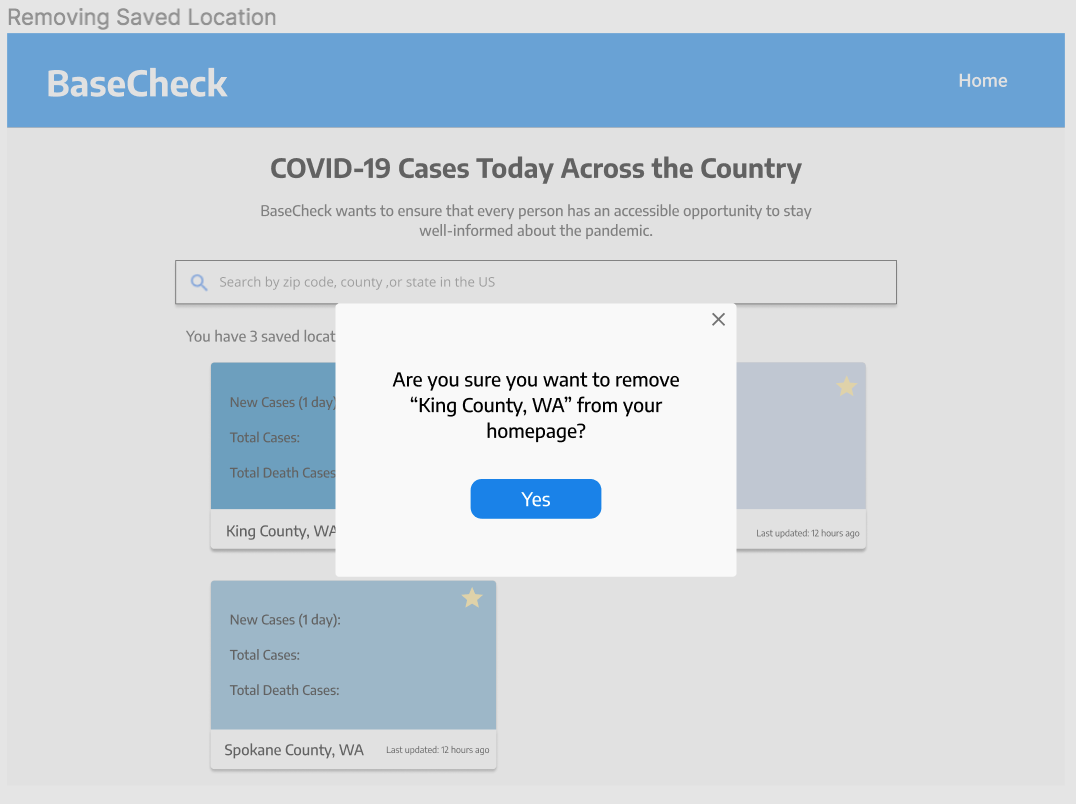 Removing Saved Location
BaseCheck
Home
COVID-19 Cases Today Across the Country
BaseCheck wants to ensure that every person has an accessible opportunity to stay
well-informed about the pandemic.
Search by zip code, county ,or state in the US
You have 3 saved locat
Are you sure you want to remove
“King County, WA” from your
homepage?
Yes
New Cases (1 day)
Total Cases:
Total Death Cases
King County, WA
Last updated: 12 hours ago
New Cases (1 day):
Total Cases:
Total Death Cases:
Spokane County, WA
Last updated: 12 hours ago